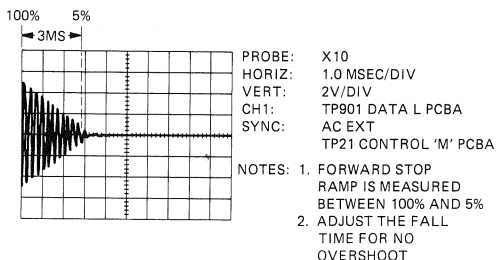 100% 5%
3MS
PROBE: X10
HORIZ: 1.0 MSEC/DIV
VERT: 2V/DIV
CH1: TP901 DATA L PCBA
SYNC: AC EXT
TP21 CONTROL 'M' PCBA
NOTES: 1. FORWARD STOP
RAMP IS MEASURED
BETWEEN 100% AND 5%
2. ADJUST THE FALL
TIME FOR NO
OVERSHOOT